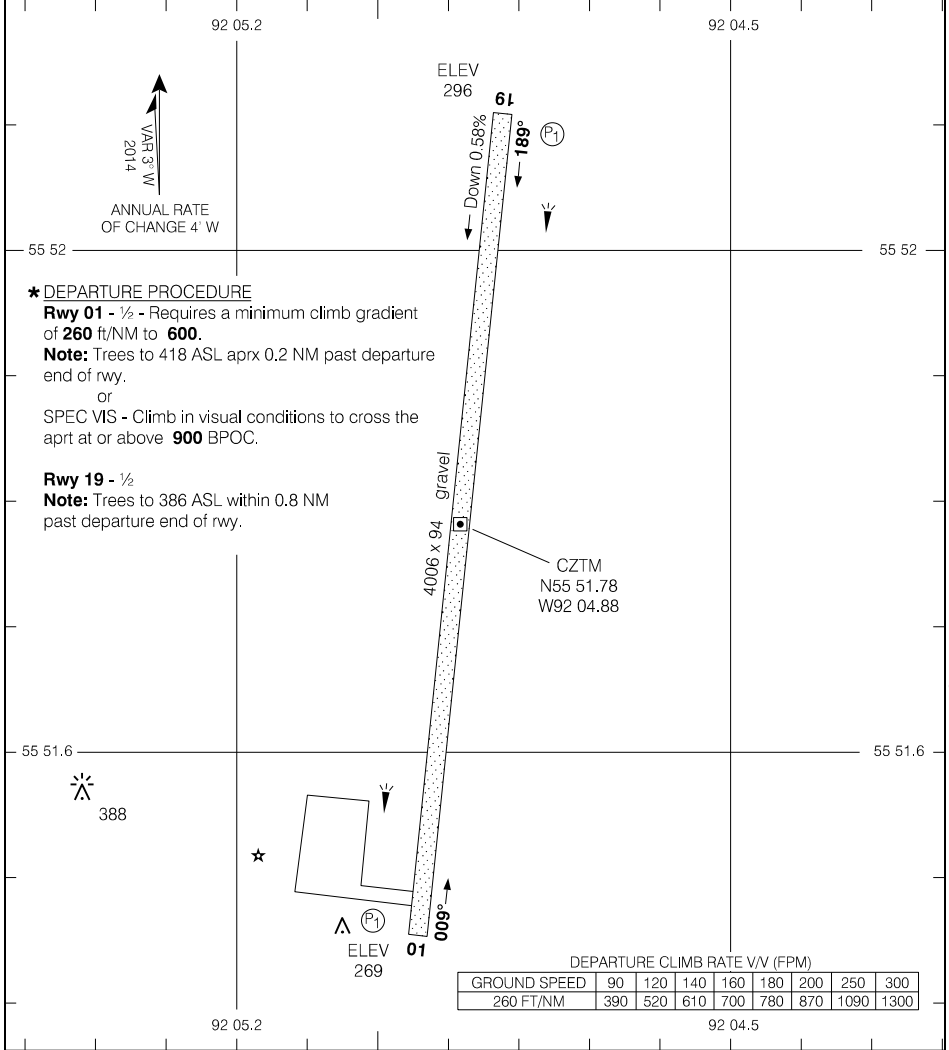 92 05.2
92 04.5
ELEV
296
19
Down 0.58%
189°
P1
VAR 3° W
2014
ANNUAL RATE
OF CHANGE 4' W
55 52
55 52
* DEPARTURE PROCEDURE
Rwy 01 - ½ - Requires a minimum climb gradient
of 260 ft/NM to 600.
Note: Trees to 418 ASL aprx 0.2 NM past departure
end of rwy.
or
SPEC VIS - Climb in visual conditions to cross the
aprt at or above 900 BPOC.
Rwy 19 - ½
Note: Trees to 386 ASL within 0.8 NM
past departure end of rwy.
4006 x 94 gravel
CZTM
N55 51.78
W92 04.88
55 51.6
55 51.6
388
P1
ELEV
269
01
009°
DEPARTURE CLIMB RATE V/V (FPM)
GROUND SPEED 90 120 140 160 180 200 250 300
260 FT/NM 390 520 610 700 780 870 1090 1300
92 05.2
92 04.5